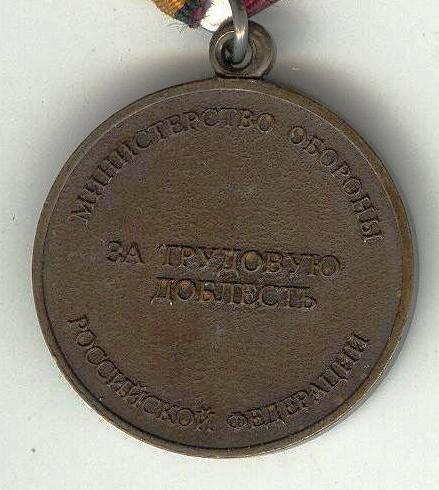 МИНИСТЕРСТВО ОБОРОНЫ
ЗА ТРУДОВУЮ
ДОБЛЕСТЬ
РОССИЙСКОЙ ФЕДЕРАЦИИ